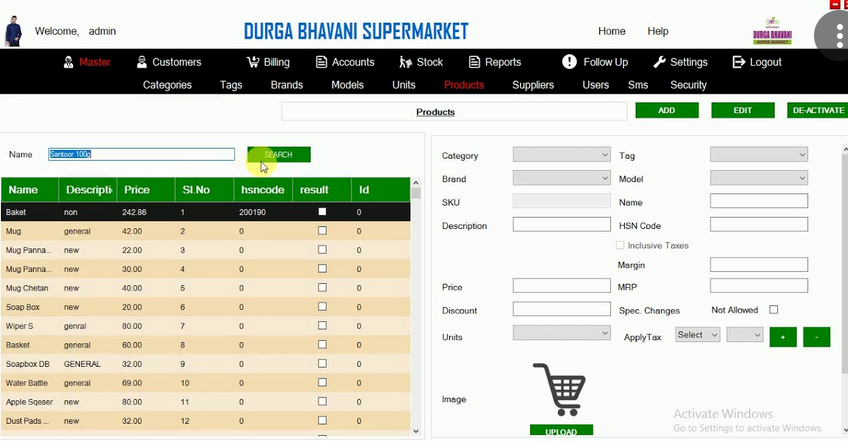 Welcome, admin DURGA BHAVANI SUPERMARKET Home Help DURGA BHAVANI SUPER MARKET
Master Customers Billing Accounts Stock Reports Follow Up Settings Logout
Categories Tags Brands Models Units Products Suppliers Users Sms Security
Products ADD EDIT DE-ACTIVATE
Name Santoor 100g SEARCH
Name Descripti Price Sl.No hsncode result Id
Baket non 242.86 1 200190 0
Mug general 42.00 2 0 0
Mug Panna... new 22.00 3 0 0
Mug Panna... new 30.00 4 0 0
Mug Chetan new 40.00 5 0 0
Soap Box new 20.00 6 0 0
Wiper S genral 80.00 7 0 0
Basket general 60.00 8 0 0
Soapbox DB GENERAL 32.00 9 0 0
Water Battle general 69.00 10 0 0
Apple Sqeser new 80.00 11 0 0
Dust Pads ... new 32.00 12 0 0
Category Tag
Brand Model
SKU Name
Description HSN Code
Inclusive Taxes
Margin
Price MRP
Discount Spec. Changes Not Allowed
Units ApplyTax Select + -
Image
UPLOAD
Activate Windows
Go to Settings to activate Windows.